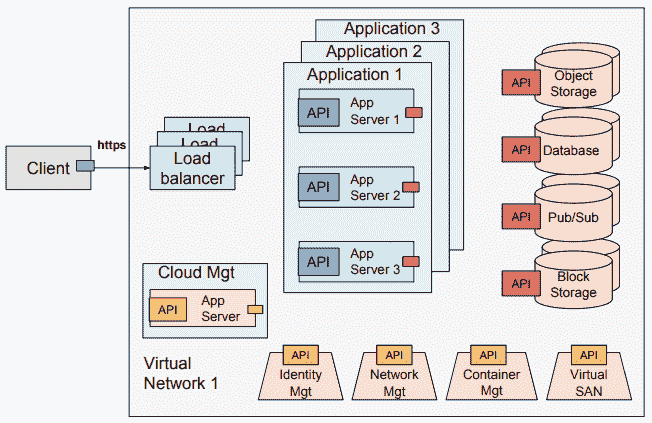 Application 3
Application 2
Application 1
API
App
Server 1
API
App
Server 2
API
App
Server 3
https
Client
Load
Load
Load
balancer
API
Object
Storage
API
Database
API
Pub/Sub
API
Block
Storage
Cloud Mgt
API
App
Server
Virtual
Network 1
API
Identity
Mgt
API
Network
Mgt
API
Container
Mgt
API
Virtual
SAN